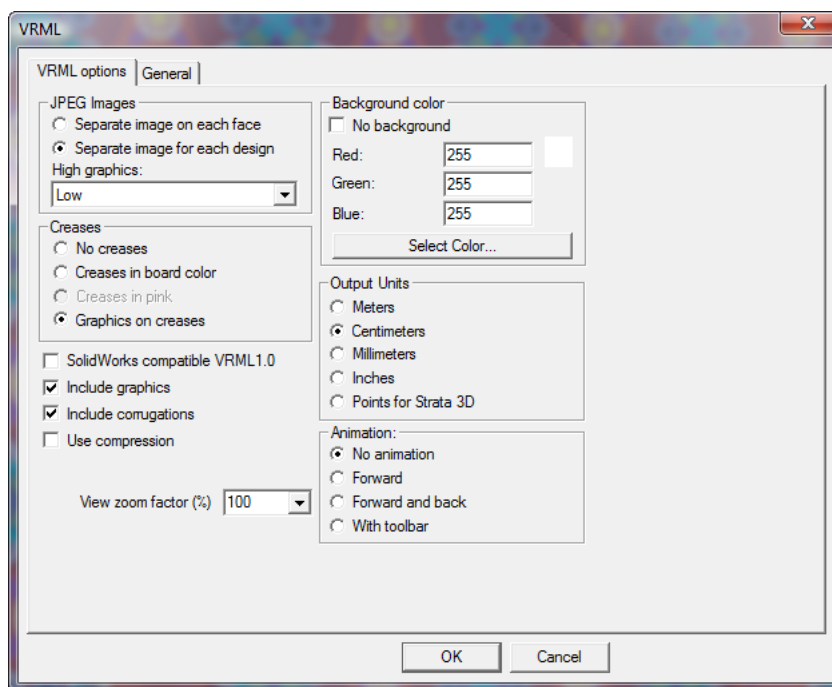 VRML
VRML options
General
JPEG Images
Separate image on each face
Separate image for each design
High graphics:
Low
Creases
No creases
Creases in board color
Creases in pink
Graphics on creases
SolidWorks compatible VRML1.0
Include graphics
Include corrugations
Use compression
View zoom factor (%) 100
Background color
No background
Red: 255
Green: 255
Blue: 255
Select Color...
Output Units
Meters
Centimeters
Millimeters
Inches
Points for Strata 3D
Animation:
No animation
Forward
Forward and back
With toolbar
OK
Cancel